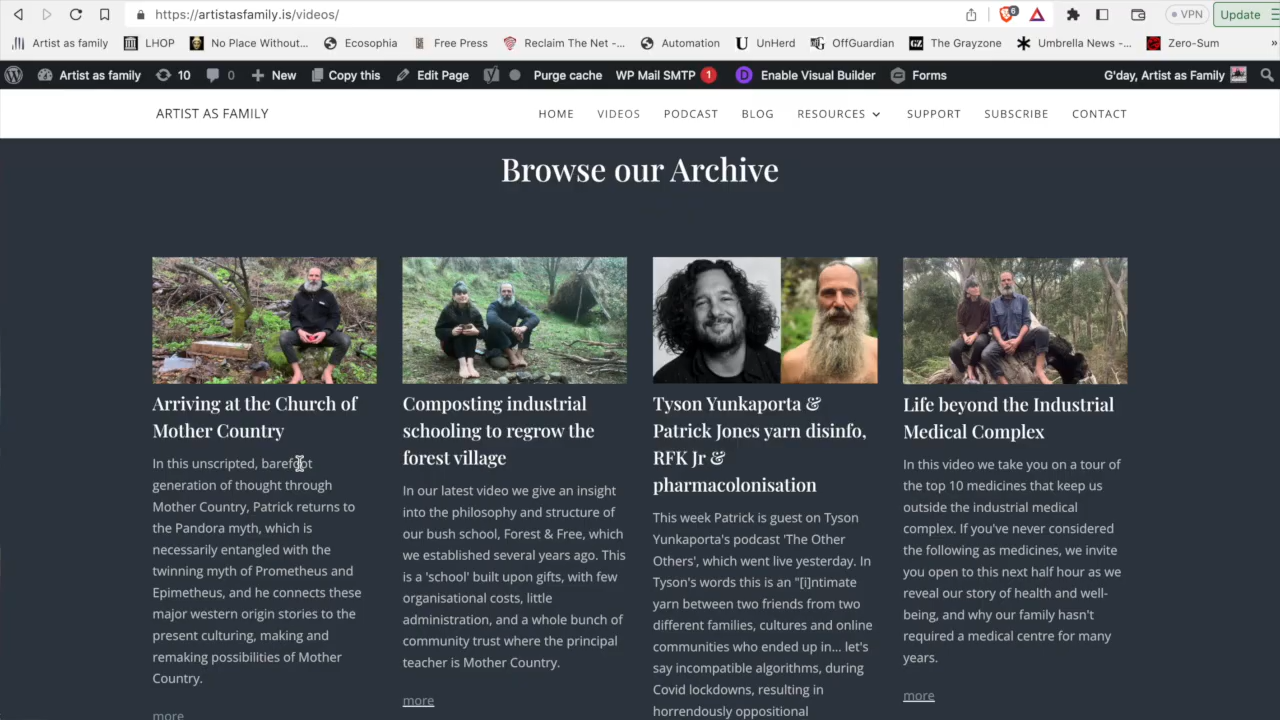 https://artistasfamily.is/videos/
6
VPN
Update
Artist as family
LHOP
No Place Without...
Ecosophia
Free Press
Reclaim The Net -...
Automation
UnHerd
OffGuardian
The Grayzone
Umbrella News -...
Zero-Sum
»
Artist as family
10
0
New
Copy this
Edit Page
Purge cache
WP Mail SMTP 1
Enable Visual Builder
Forms
G'day, Artist as Family
ARTIST AS FAMILY
HOME
VIDEOS
PODCAST
BLOG
RESOURCES
SUPPORT
SUBSCRIBE
CONTACT
Browse our Archive
Arriving at the Church of
Mother Country
In this unscripted, barefoot
generation of thought through
Mother Country, Patrick returns to
the Pandora myth, which is
necessarily entangled with the
twinning myth of Prometheus and
Epimetheus, and he connects these
major western origin stories to the
present culturing, making and
remaking possibilities of Mother
Country.
more
Composting industrial
schooling to regrow the
forest village
In our latest video we give an insight
into the philosophy and structure of
our bush school, Forest & Free, which
we established several years ago. This
is a 'school' built upon gifts, with few
organisational costs, little
administration, and a whole bunch of
community trust where the principal
teacher is Mother Country.
more
Tyson Yunkaporta &
Patrick Jones yarn disinfo,
RFK Jr &
pharmacolonisation
This week Patrick is guest on Tyson
Yunkaporta's podcast 'The Other
Others', which went live yesterday. In
Tyson's words this is an "[i]ntimate
yarn between two friends from two
different families, cultures and online
communities who ended up in... let's
say incompatible algorithms, during
Covid lockdowns, resulting in
horrendously oppositional
Life beyond the Industrial
Medical Complex
In this video we take you on a tour of
the top 10 medicines that keep us
outside the industrial medical
complex. If you've never considered
the following as medicines, we invite
you open to this next half hour as we
reveal our story of health and well-
being, and why our family hasn't
required a medical centre for many
years.
more